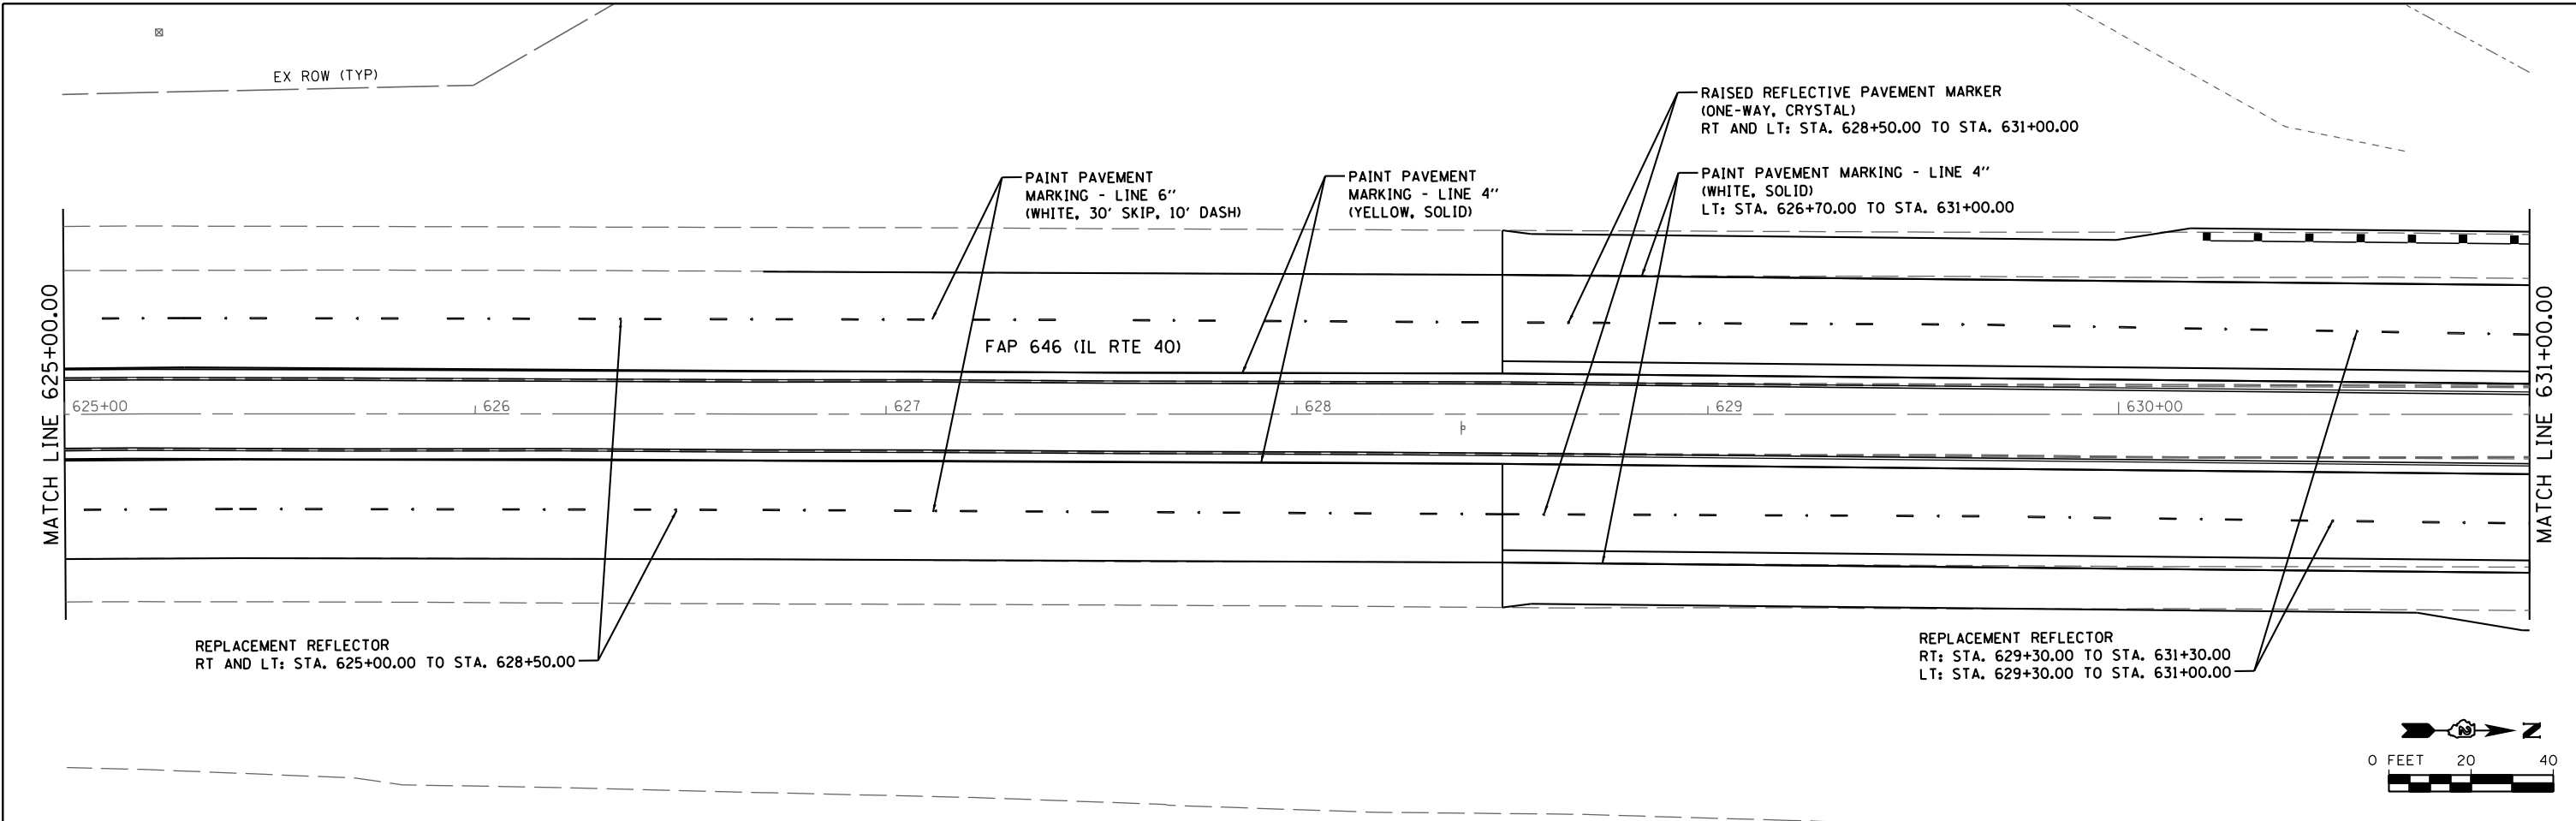 EX ROW (TYP)
RAISED REFLECTIVE PAVEMENT MARKER
(ONE-WAY, CRYSTAL)
RT AND LT: STA. 628+50.00 TO STA. 631+00.00
PAINT PAVEMENT
MARKING - LINE 6"
(WHITE, 30' SKIP, 10' DASH)
PAINT PAVEMENT
MARKING - LINE 4"
(YELLOW, SOLID)
PAINT PAVEMENT MARKING - LINE 4"
(WHITE, SOLID)
LT: STA. 626+70.00 TO STA. 631+00.00
MATCH LINE 625+00.00
FAP 646 (IL RTE 40)
625+00
626
627
628
629
630+00
MATCH LINE 631+00.00
REPLACEMENT REFLECTOR
RT AND LT: STA. 625+00.00 TO STA. 628+50.00
REPLACEMENT REFLECTOR
RT: STA. 629+30.00 TO STA. 631+30.00
LT: STA. 629+30.00 TO STA. 631+00.00
N
0 FEET 20 40